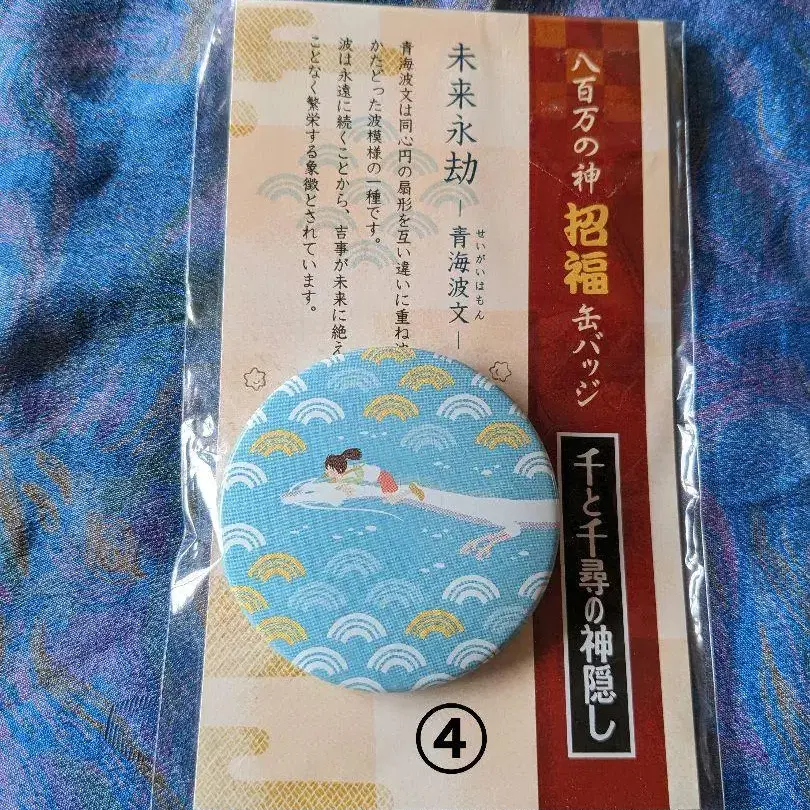 八百万の神 招福 缶バッジ
千と千尋の神隠し
未来永劫
せいがいはもん
―青海波文―
青海波文は同心円の扇形を互い違いに重ね
かたどった波模様の一種です。
波は永遠に続くことから、吉事が未来に絶え
ことなく繁栄する象徴とされています。
④